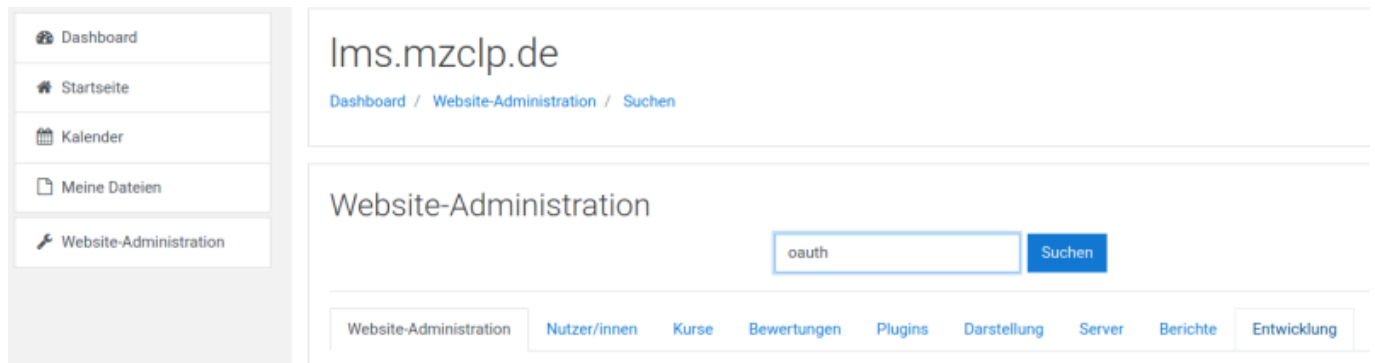 Dashboard
Startseite
Kalender
Meine Dateien
Website-Administration
lms.mzclp.de
Dashboard / Website-Administration / Suchen
Website-Administration
oauth Suchen
Website-Administration Nutzer/innen Kurse Bewertungen Plugins Darstellung Server Berichte Entwicklung